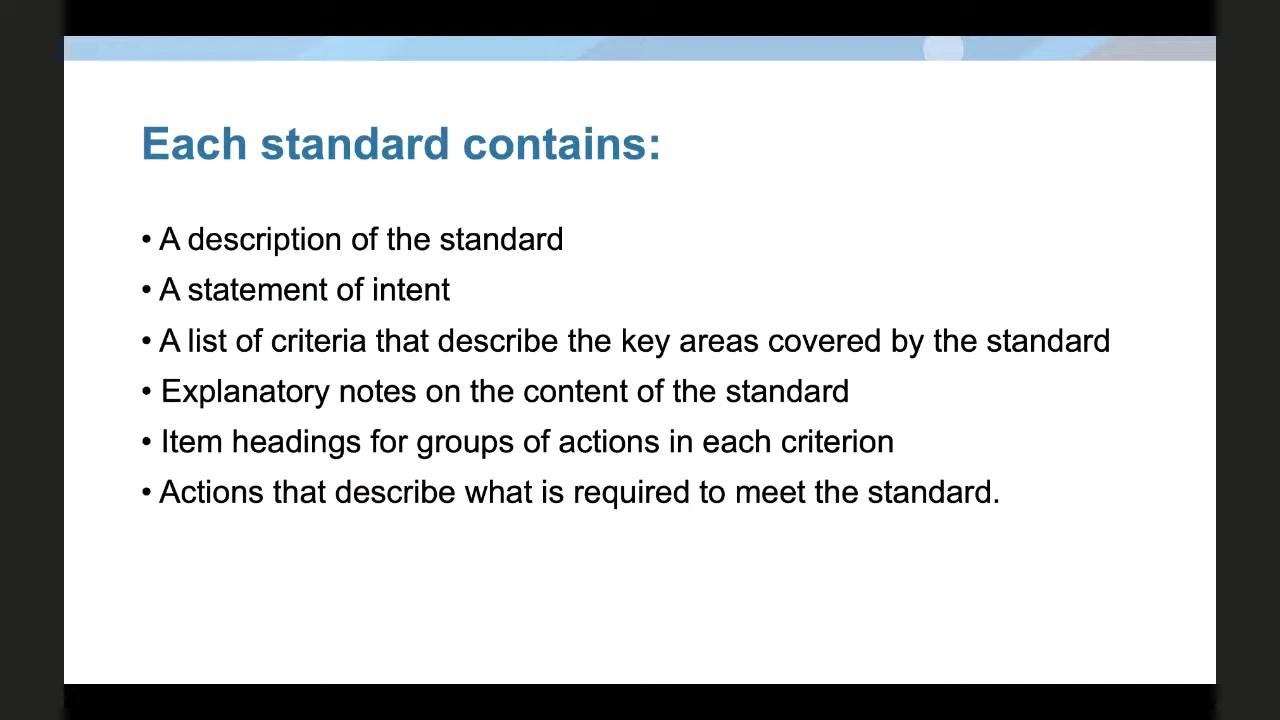 Each standard contains:
• A description of the standard
• A statement of intent
• A list of criteria that describe the key areas covered by the standard
• Explanatory notes on the content of the standard
• Item headings for groups of actions in each criterion
• Actions that describe what is required to meet the standard.